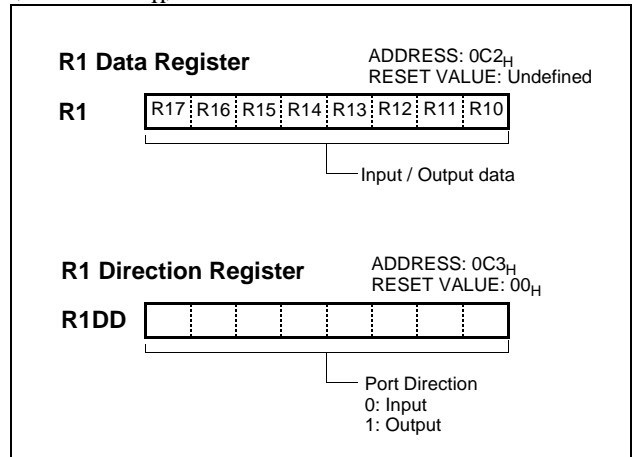 R1 Data Register
ADDRESS: 0C2H
RESET VALUE: Undefined
R1
R17 R16 R15 R14 R13 R12 R11 R10
Input / Output data
R1 Direction Register
ADDRESS: 0C3H
RESET VALUE: 00H
R1DD
Port Direction
0: Input
1: Output